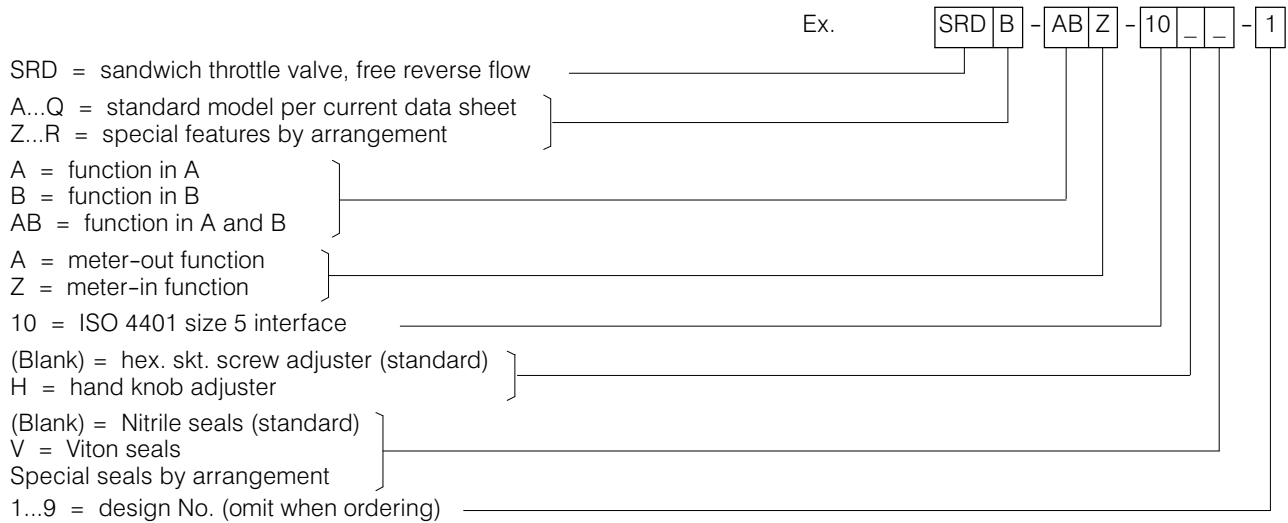 Ex. SRD B - AB Z - 10 _ _ - 1
SRD = sandwich throttle valve, free reverse flow
A...Q = standard model per current data sheet
Z...R = special features by arrangement
A = function in A
B = function in B
AB = function in A and B
A = meter-out function
Z = meter-in function
10 = ISO 4401 size 5 interface
(Blank) = hex. skt. screw adjuster (standard)
H = hand knob adjuster
(Blank) = Nitrile seals (standard)
V = Viton seals
Special seals by arrangement
1...9 = design No. (omit when ordering)